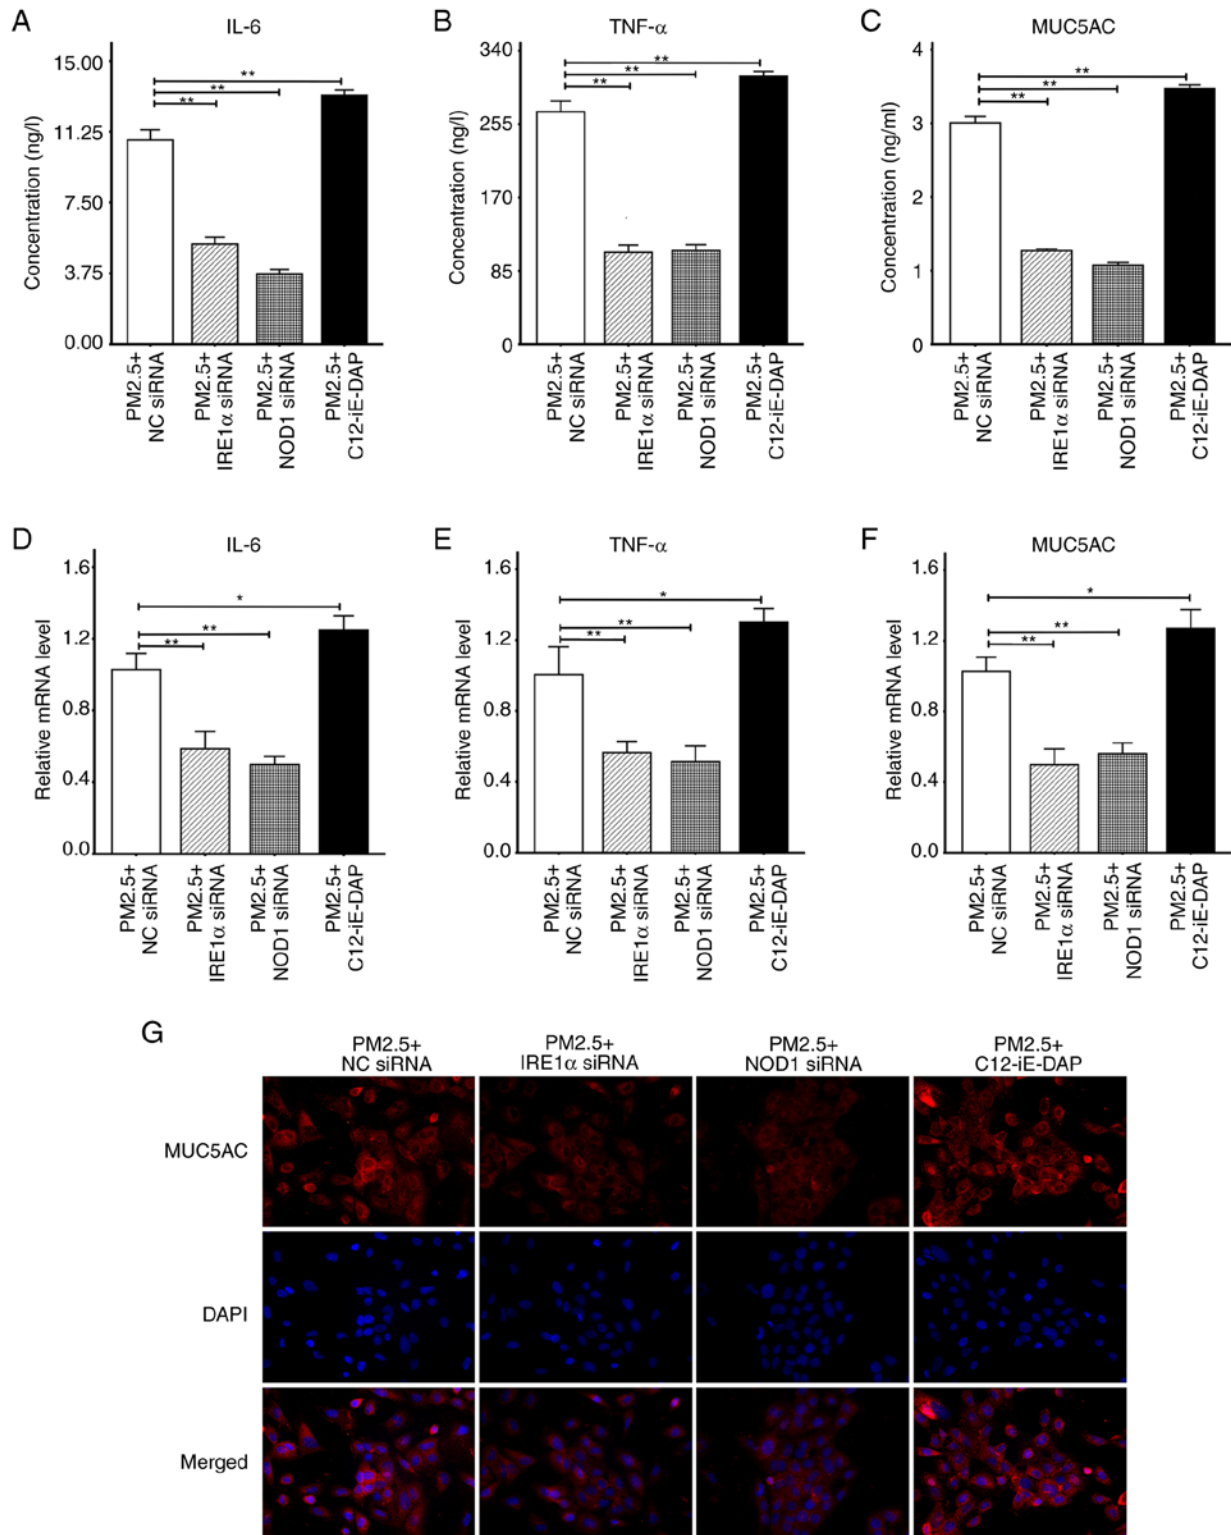 A
IL-6
Concentration (ng/l)
15.00
11.25
7.50
3.75
0.00
**
**
**
PM2.5+
NC siRNA
PM2.5+
IRE1α siRNA
PM2.5+
NOD1 siRNA
PM2.5+
C12-iE-DAP
B
TNF-α
Concentration (ng/l)
340
255
170
85
0
**
**
**
PM2.5+
NC siRNA
PM2.5+
IRE1α siRNA
PM2.5+
NOD1 siRNA
PM2.5+
C12-iE-DAP
C
MUC5AC
Concentration (ng/ml)
4
3
2
1
0
**
**
**
PM2.5+
NC siRNA
PM2.5+
IRE1α siRNA
PM2.5+
NOD1 siRNA
PM2.5+
C12-iE-DAP
D
IL-6
Relative mRNA level
1.6
1.2
0.8
0.4
0.0
*
**
**
PM2.5+
NC siRNA
PM2.5+
IRE1α siRNA
PM2.5+
NOD1 siRNA
PM2.5+
C12-iE-DAP
E
TNF-α
Relative mRNA level
1.6
1.2
0.8
0.4
0.0
*
**
**
PM2.5+
NC siRNA
PM2.5+
IRE1α siRNA
PM2.5+
NOD1 siRNA
PM2.5+
C12-iE-DAP
F
MUC5AC
Relative mRNA level
1.6
1.2
0.8
0.4
0.0
*
**
**
PM2.5+
NC siRNA
PM2.5+
IRE1α siRNA
PM2.5+
NOD1 siRNA
PM2.5+
C12-iE-DAP
G
PM2.5+
NC siRNA
PM2.5+
IRE1α siRNA
PM2.5+
NOD1 siRNA
PM2.5+
C12-iE-DAP
MUC5AC
DAPI
Merged